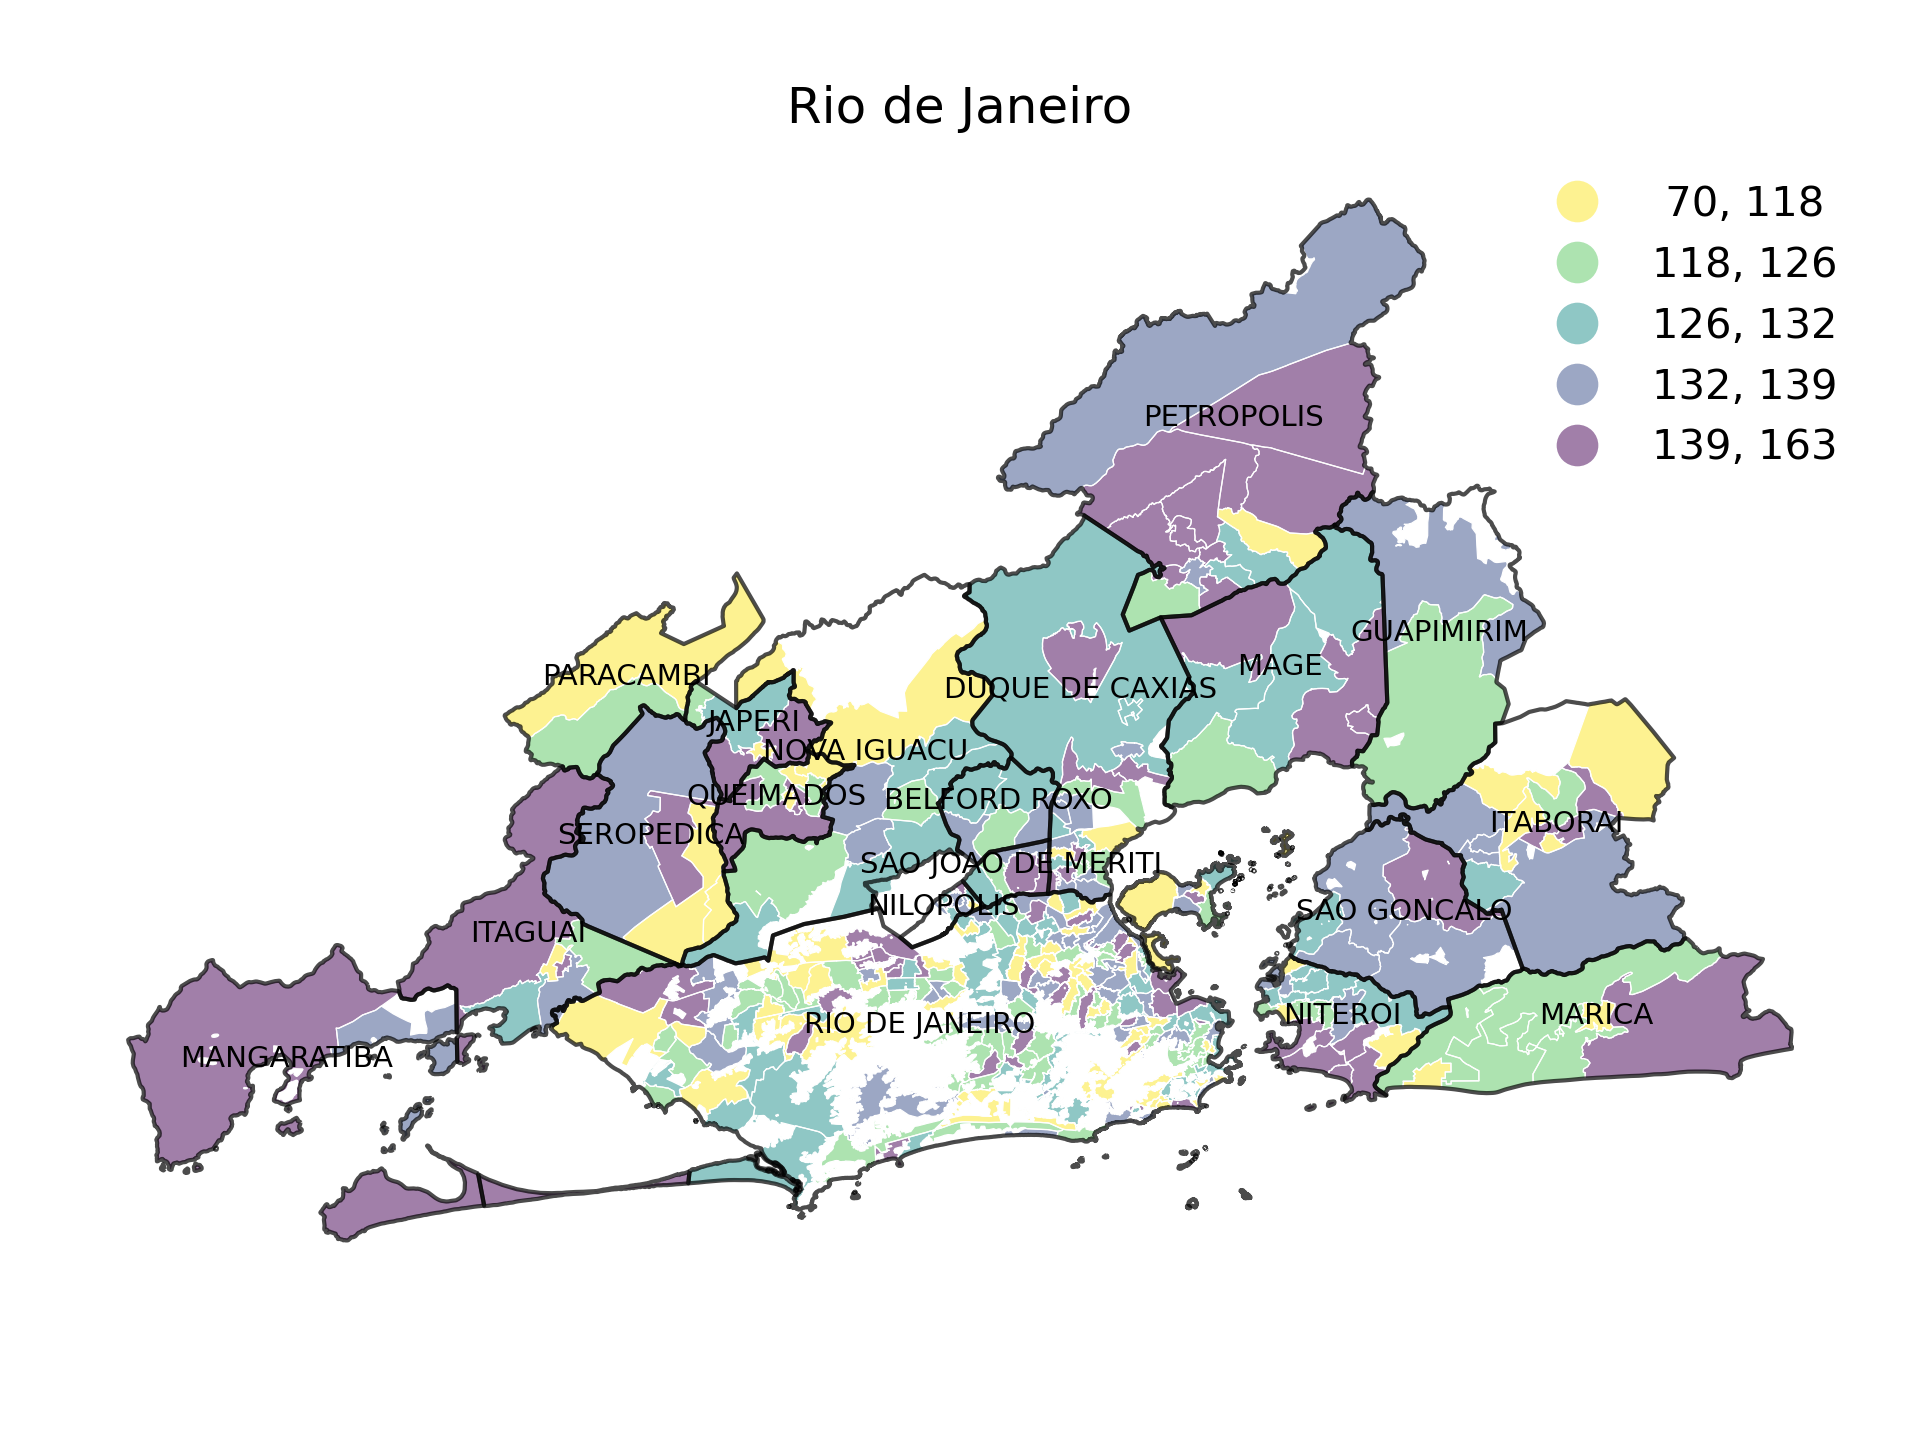 Rio de Janeiro
70, 118
118, 126
126, 132
132, 139
139, 163
PETROPOLIS
GUAPIMIRIM
MAGE
PARACAMBI
DUQUE DE CAXIAS
JAPERI
NOVA IGUACU
QUEIMADOS
BELFORD ROXO
ITABORAI
SEROPEDICA
SAO JOAO DE MERITI
NILOPOLIS
SAO GONCALO
ITAGUAI
NITEROI
MARICA
RIO DE JANEIRO
MANGARATIBA